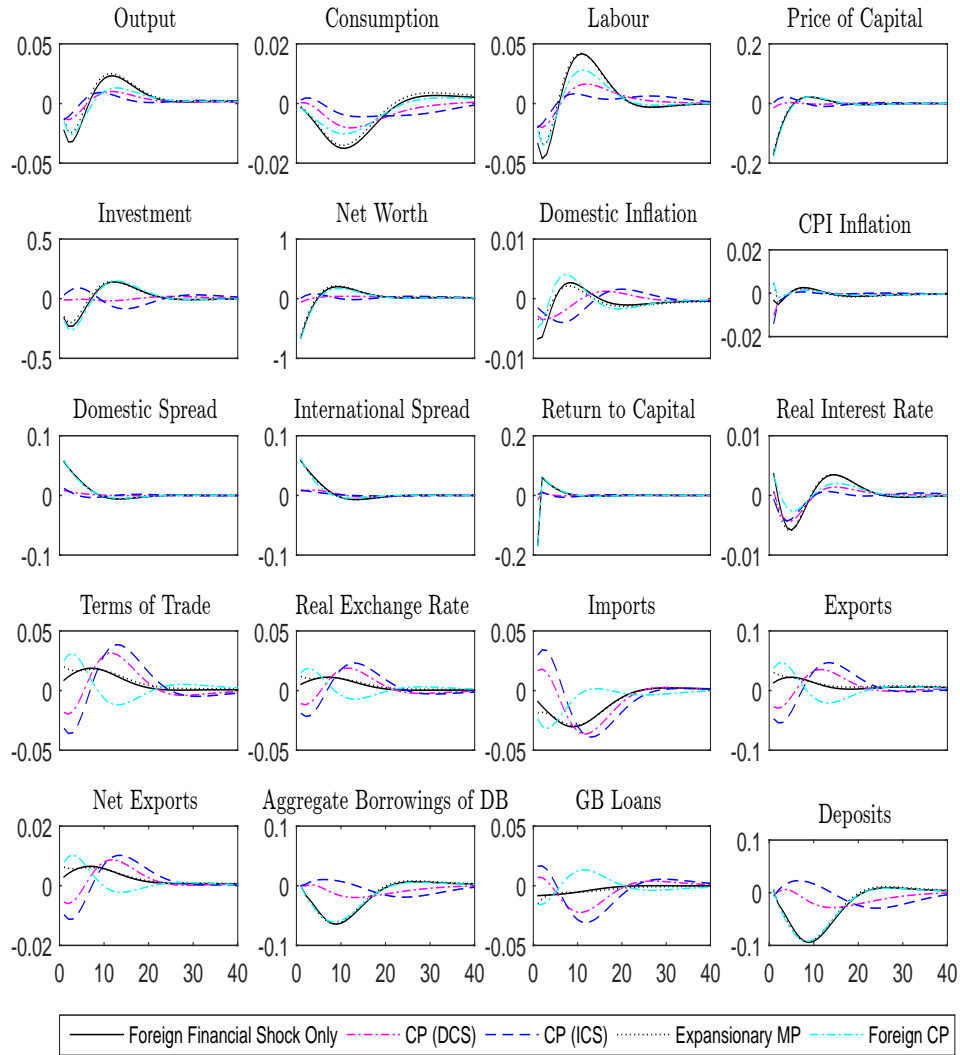 Output Consumption Labour Price of Capital
0.05 0.02 0.05 0.2
0 0 0 0
-0.05 -0.02 -0.05 -0.2
Investment Net Worth Domestic Inflation CPI Inflation
0.5 1 0.01 0.02
0 0 0 0
-0.5 -1 -0.01 -0.02
Domestic Spread International Spread Return to Capital Real Interest Rate
0.1 0.1 0.2 0.01
0 0 0 0
-0.1 -0.1 -0.2 -0.01
Terms of Trade Real Exchange Rate Imports Exports
0.05 0.05 0.05 0.1
0 0 0 0
-0.05 -0.05 -0.05 -0.1
Net Exports Aggregate Borrowings of DB GB Loans Deposits
0.02 0.1 0.05 0.1
0 0 0 0
-0.02 -0.1 -0.05 -0.1
0 10 20 30 40 0 10 20 30 40 0 10 20 30 40 0 10 20 30 40
Foreign Financial Shock Only CP (DCS) CP (ICS) Expansionary MP Foreign CP